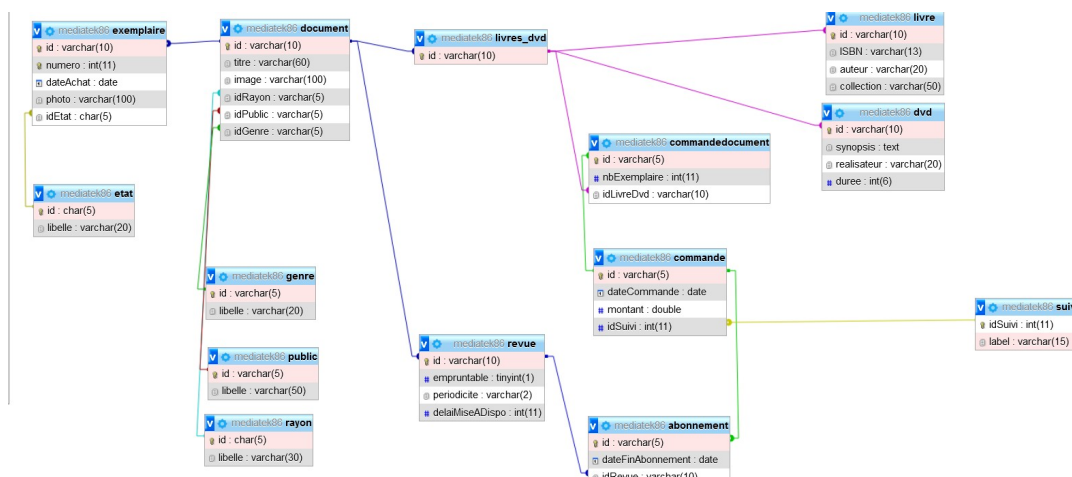 mediatek86 exemplaire
id : varchar(10)
numero : int(11)
dateAchat : date
photo : varchar(100)
idEtat : char(5)
mediatek86 etat
id : char(5)
libelle : varchar(20)
mediatek86 document
id : varchar(10)
titre : varchar(60)
image : varchar(100)
idRayon : varchar(5)
idPublic : varchar(5)
idGenre : varchar(5)
mediatek86 genre
id : varchar(5)
libelle : varchar(20)
mediatek86 public
id : varchar(5)
libelle : varchar(50)
mediatek86 rayon
id : char(5)
libelle : varchar(30)
mediatek86 livres_dvd
id : varchar(10)
mediatek86 revue
id : varchar(10)
empruntable : tinyint(1)
periodicite : varchar(2)
delaiMiseADispo : int(11)
mediatek86 commandedocument
id : varchar(5)
nbExemplaire : int(11)
idLivreDvd : varchar(10)
mediatek86 commande
id : varchar(5)
dateCommande : date
montant : double
idSuivi : int(11)
mediatek86 abonnement
id : varchar(5)
dateFinAbonnement : date
idRevue : varchar(10)
mediatek86 livre
id : varchar(10)
ISBN : varchar(13)
auteur : varchar(20)
collection : varchar(50)
mediatek86 dvd
id : varchar(10)
synopsis : text
realisateur : varchar(20)
duree : int(6)
mediatek86 suiv
idSuivi : int(11)
label : varchar(15)